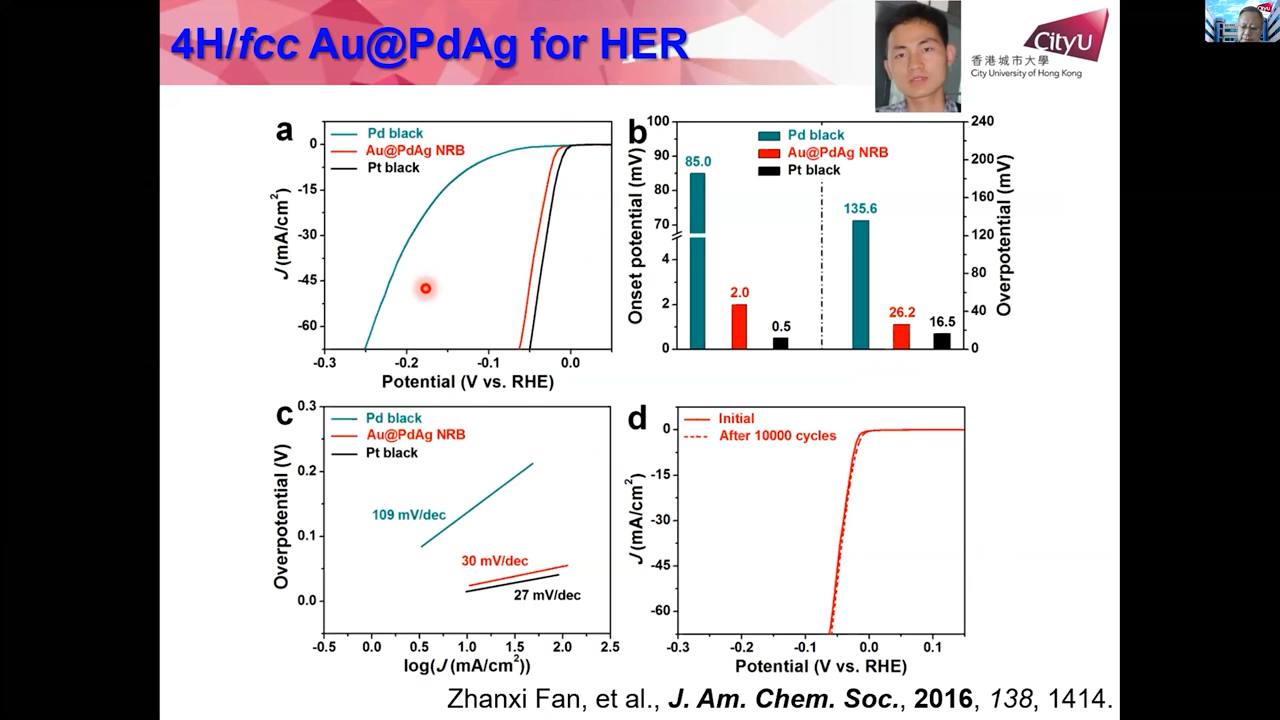 4H/fcc Au@PdAg for HER
CityU
香港城市大學
City University of Hong Kong
a
Pd black
Au@PdAg NRB
Pt black
0
-15
-30
-45
-60
J (mA/cm²)
-0.3
-0.2
-0.1
0.0
Potential (V vs. RHE)
b
Pd black
Au@PdAg NRB
Pt black
100
90
80
70
4
2
0
Onset potential (mV)
85.0
2.0
0.5
135.6
26.2
16.5
240
200
160
120
80
40
0
Overpotential (mV)
c
Pd black
Au@PdAg NRB
Pt black
0.3
0.2
0.1
0.0
Overpotential (V)
109 mV/dec
30 mV/dec
27 mV/dec
-0.5
0.0
0.5
1.0
1.5
2.0
2.5
log(J (mA/cm²))
d
Initial
After 10000 cycles
0
-15
-30
-45
-60
J (mA/cm²)
-0.3
-0.2
-0.1
0.0
0.1
Potential (V vs. RHE)
Zhanxi Fan, et al., J. Am. Chem. Soc., 2016, 138, 1414.